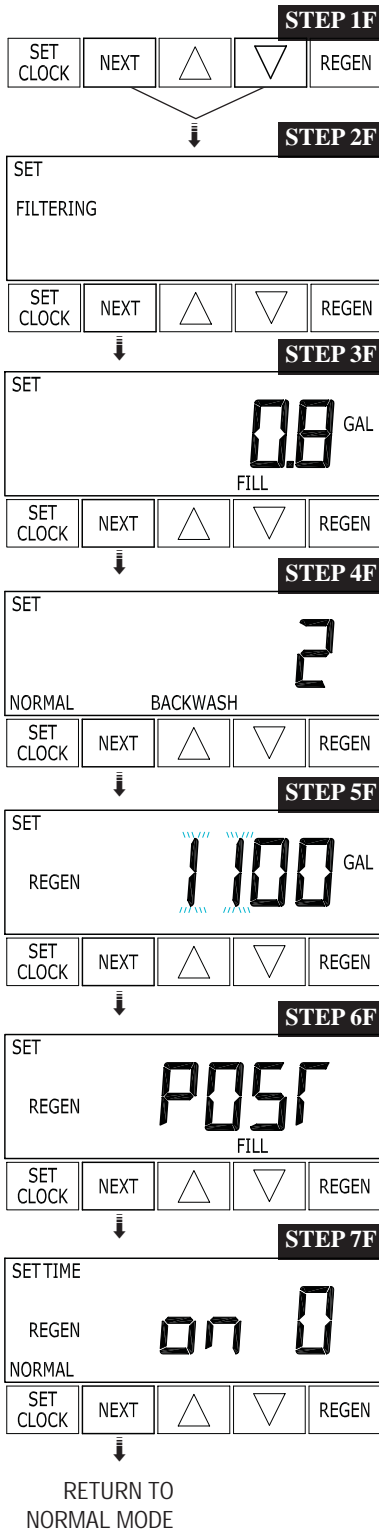 STEP 1F
SET CLOCK NEXT REGEN
STEP 2F
SET
FILTERING
SET CLOCK NEXT REGEN
STEP 3F
SET
0.8 GAL
FILL
SET CLOCK NEXT REGEN
STEP 4F
SET
2
NORMAL BACKWASH
SET CLOCK NEXT REGEN
STEP 5F
SET
REGEN 1100 GAL
SET CLOCK NEXT REGEN
STEP 6F
SET
REGEN POST
FILL
SET CLOCK NEXT REGEN
STEP 7F
SET TIME
REGEN on 0
NORMAL
SET CLOCK NEXT REGEN
RETURN TO
NORMAL MODE